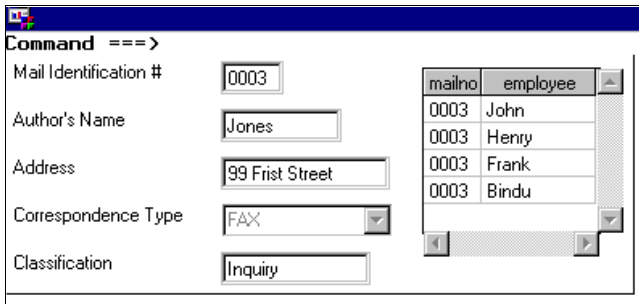 Command ===>
Mail Identification # 0003
Author's Name Jones
Address 99 Frist Street
Correspondence Type FAX
Classification Inquiry
mailno employee
0003 John
0003 Henry
0003 Frank
0003 Bindu